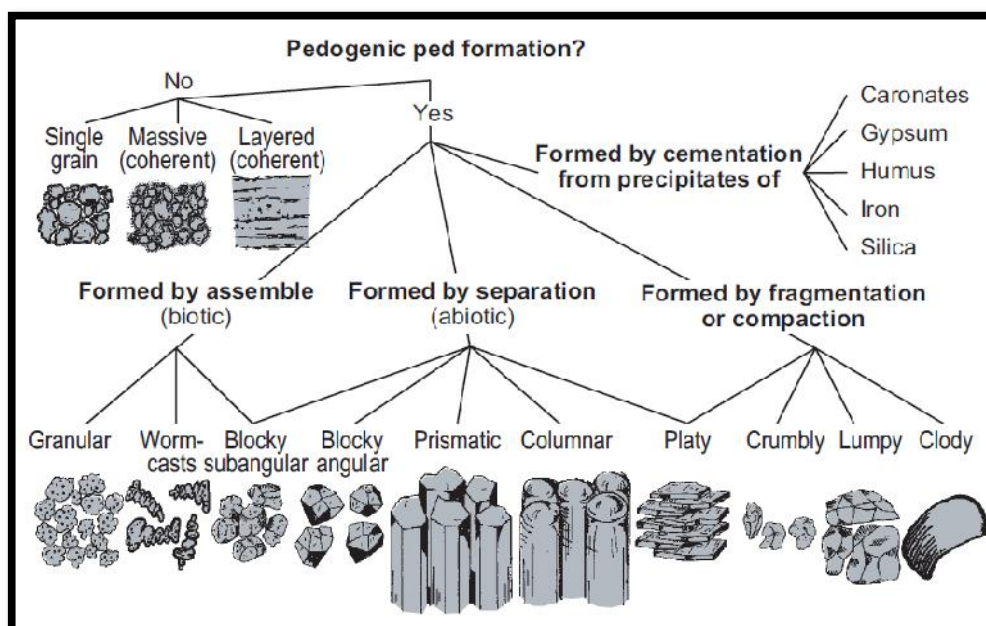 Pedogenic ped formation?
No
Yes
Single
grain
Massive
(coherent)
Layered
(coherent)
Formed by cementation
from precipitates of
Caronates
Gypsum
Humus
Iron
Silica
Formed by assemble
(biotic)
Formed by separation
(abiotic)
Formed by fragmentation
or compaction
Granular
Worm-
casts
Blocky
subangular
Blocky
angular
Prismatic
Columnar
Platy
Crumbly
Lumpy
Clody